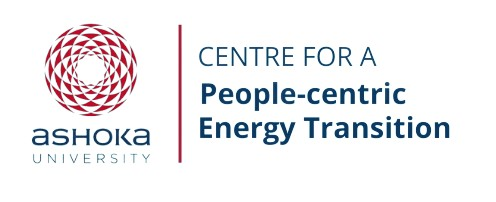 ASHOKA
UNIVERSITY
CENTRE FOR A
People-centric
Energy Transition